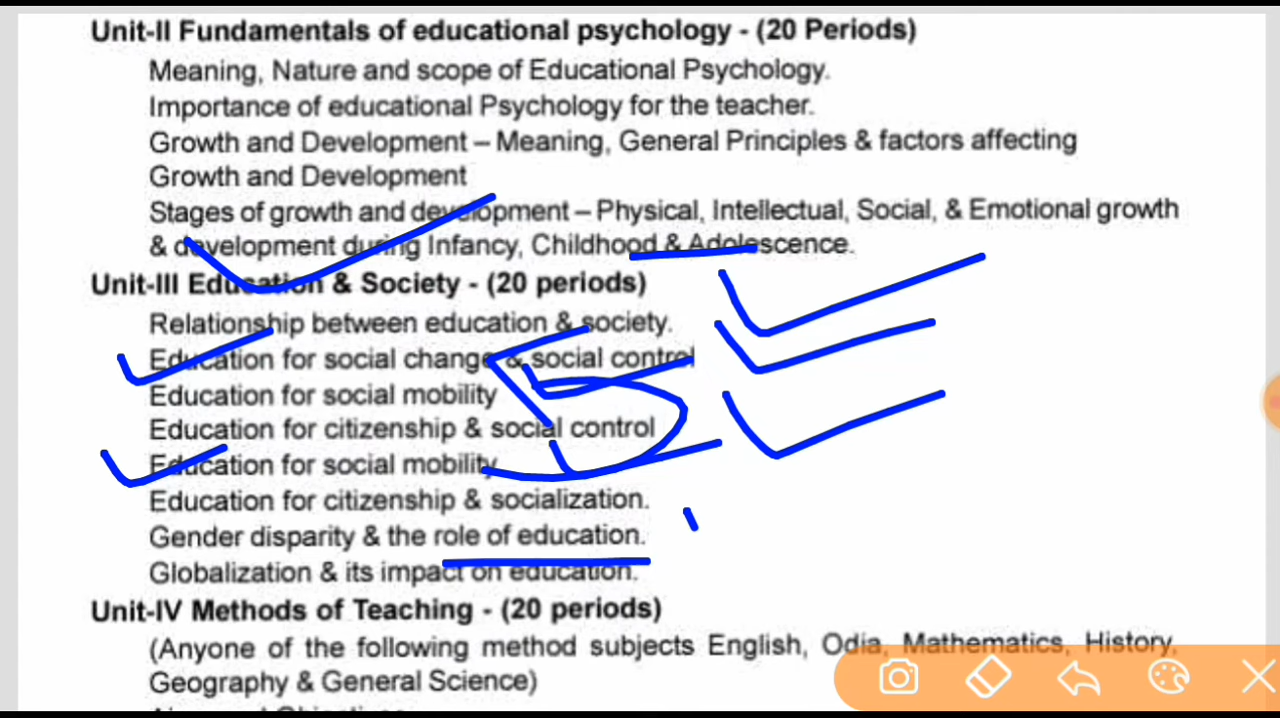 Unit-II Fundamentals of educational psychology - (20 Periods)
Meaning, Nature and scope of Educational Psychology.
Importance of educational Psychology for the teacher.
Growth and Development – Meaning, General Principles & factors affecting
Growth and Development
Stages of growth and development – Physical, Intellectual, Social, & Emotional growth
& development during Infancy, Childhood & Adolescence.
Unit-III Education & Society - (20 periods)
Relationship between education & society.
Education for social change & social control
Education for social mobility
Education for citizenship & social control
Education for social mobility
Education for citizenship & socialization.
Gender disparity & the role of education.
Globalization & its impact on education.
Unit-IV Methods of Teaching - (20 periods)
(Anyone of the following method subjects English, Odia, Mathematics, History,
Geography & General Science)